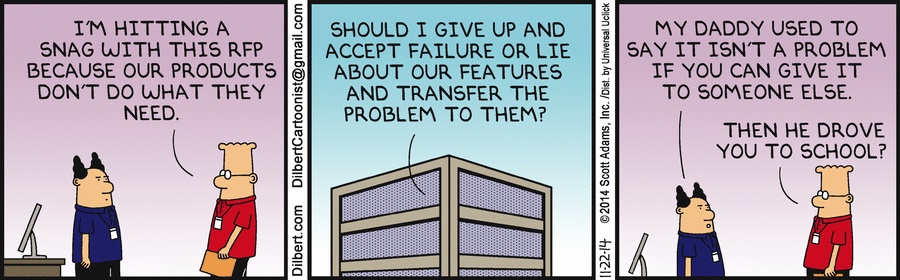 I'M HITTING A
SNAG WITH THIS RFP
BECAUSE OUR PRODUCTS
DON'T DO WHAT THEY
NEED.
Dilbert.com DilbertCartoonist@gmail.com
SHOULD I GIVE UP AND
ACCEPT FAILURE OR LIE
ABOUT OUR FEATURES
AND TRANSFER THE
PROBLEM TO THEM?
11-22-14 ©2014 Scott Adams, Inc. /Dist. by Universal Uclick
MY DADDY USED TO
SAY IT ISN'T A PROBLEM
IF YOU CAN GIVE IT
TO SOMEONE ELSE.
THEN HE DROVE
YOU TO SCHOOL?